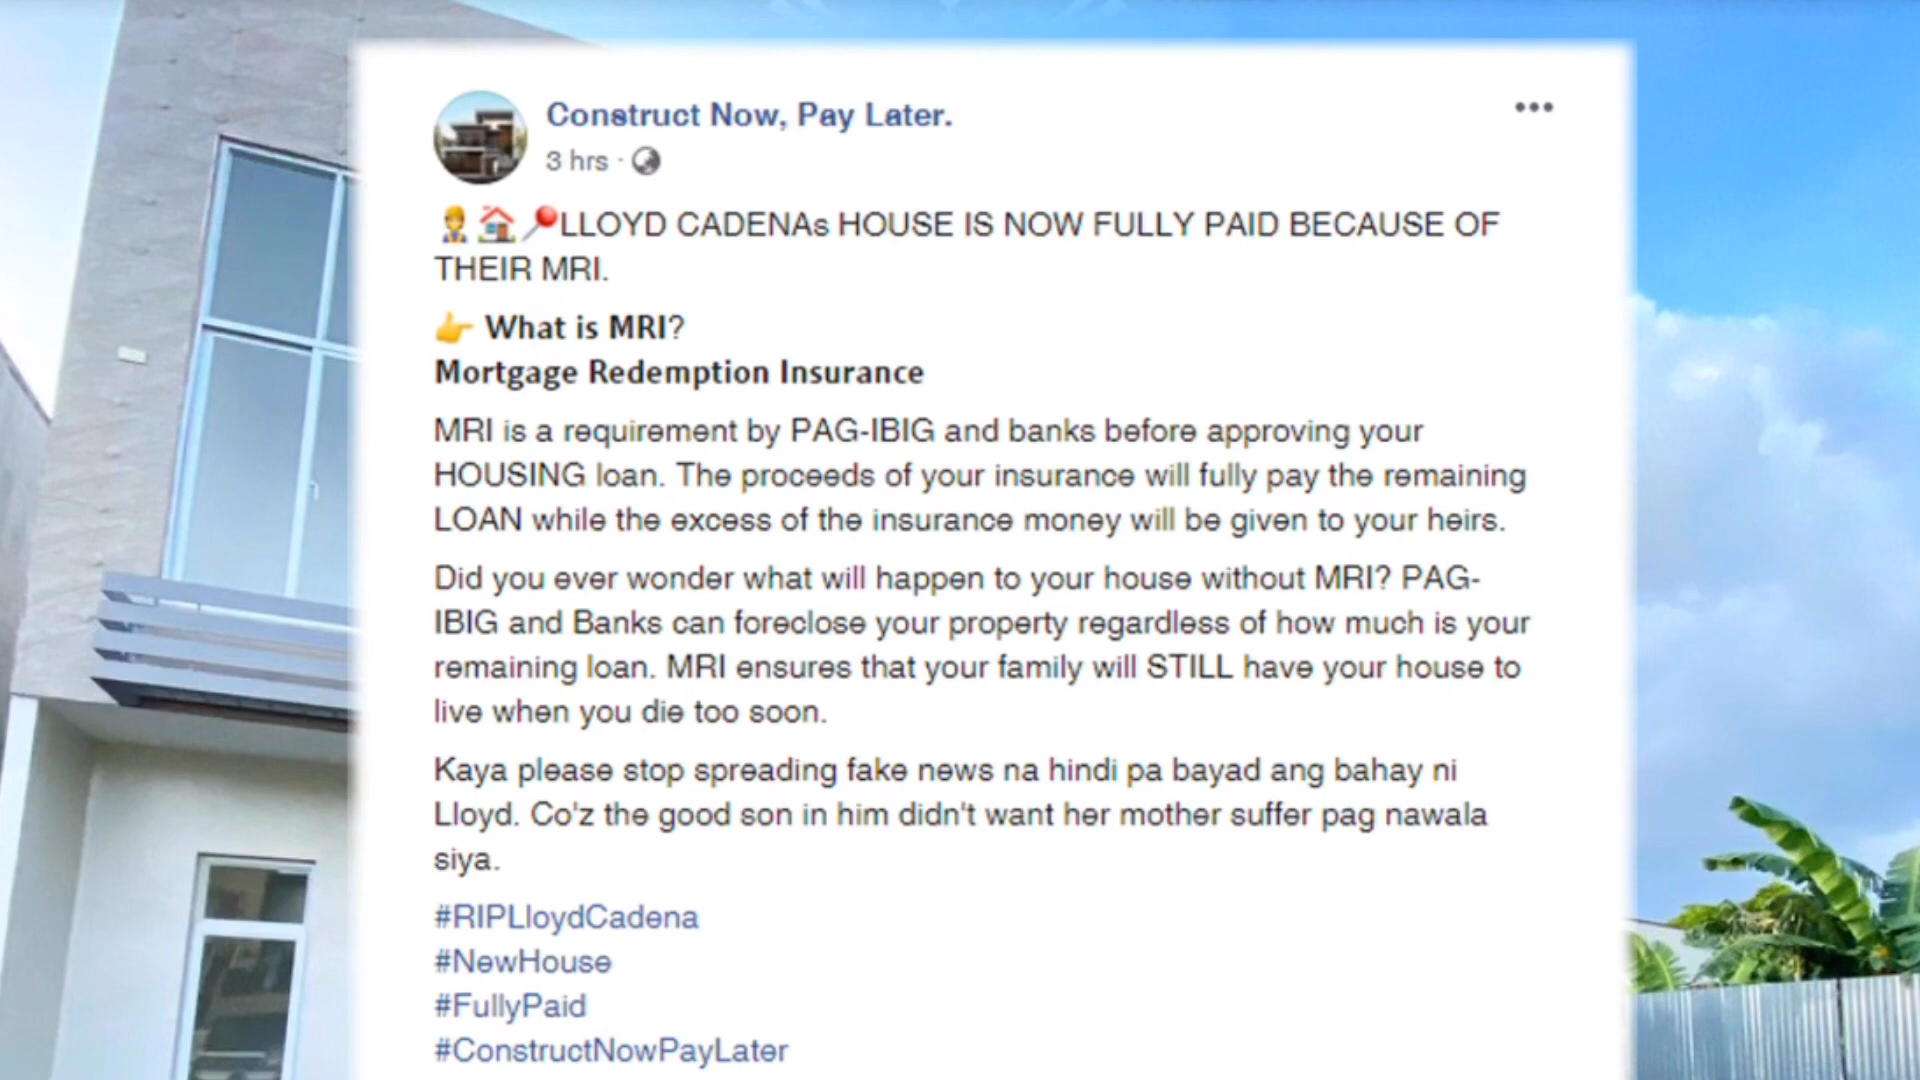 Construct Now, Pay Later.
3 hrs ·
LLOYD CADENAs HOUSE IS NOW FULLY PAID BECAUSE OF
THEIR MRI.
What is MRI?
Mortgage Redemption Insurance
MRI is a requirement by PAG-IBIG and banks before approving your
HOUSING loan. The proceeds of your insurance will fully pay the remaining
LOAN while the excess of the insurance money will be given to your heirs.
Did you ever wonder what will happen to your house without MRI? PAG-
IBIG and Banks can foreclose your property regardless of how much is your
remaining loan. MRI ensures that your family will STILL have your house to
live when you die too soon.
Kaya please stop spreading fake news na hindi pa bayad ang bahay ni
Lloyd. Co'z the good son in him didn't want her mother suffer pag nawala
siya.
#RIPLloydCadena
#NewHouse
#FullyPaid
#ConstructNowPayLater